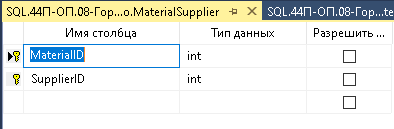 SQL.44П-ОП.08-Гор...o.MaterialSupplier
SQL.44П-ОП.08-Гор...te
Имя столбца Тип данных Разрешить ...
MaterialID int
SupplierID int